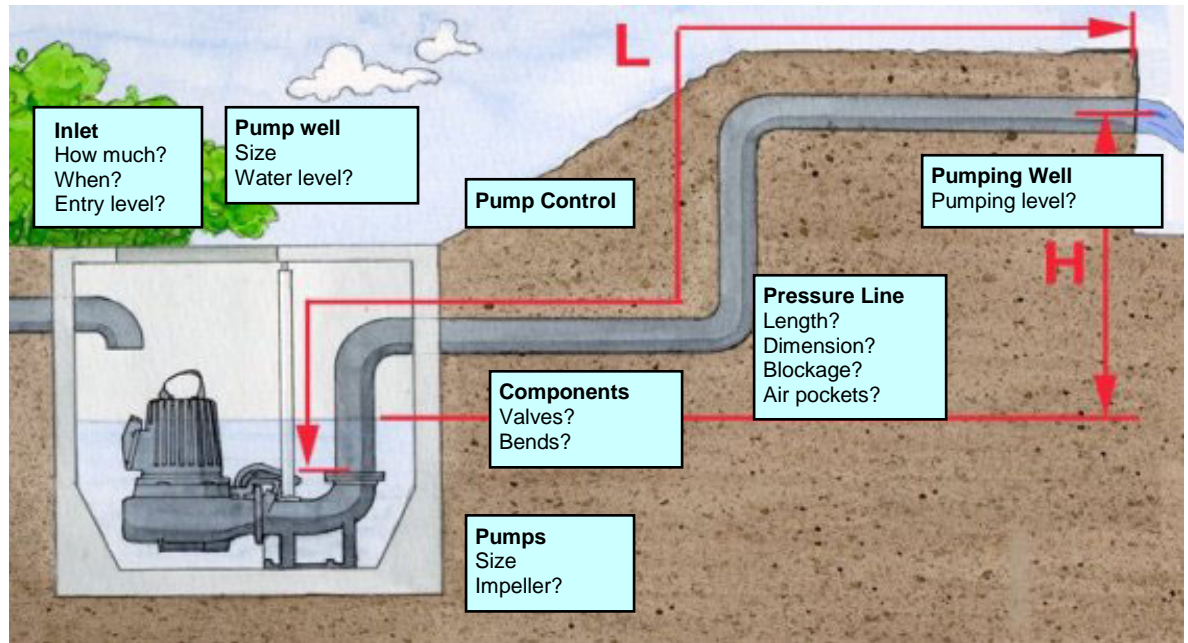 L
Inlet
How much?
When?
Entry level?
Pump well
Size
Water level?
Pump Control
Pumping Well
Pumping level?
H
Pressure Line
Length?
Dimension?
Blockage?
Air pockets?
Components
Valves?
Bends?
Pumps
Size
Impeller?